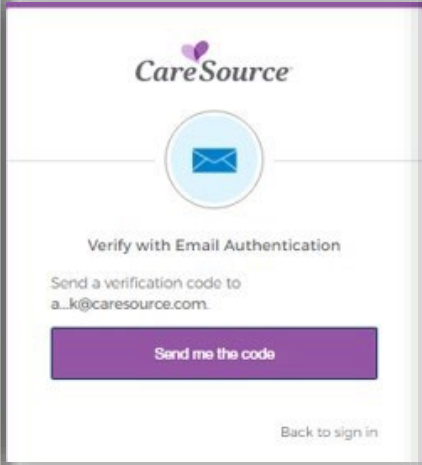 CareSource
Verify with Email Authentication
Send a verification code to
a...k@caresource.com.
Send me the code
Back to sign in